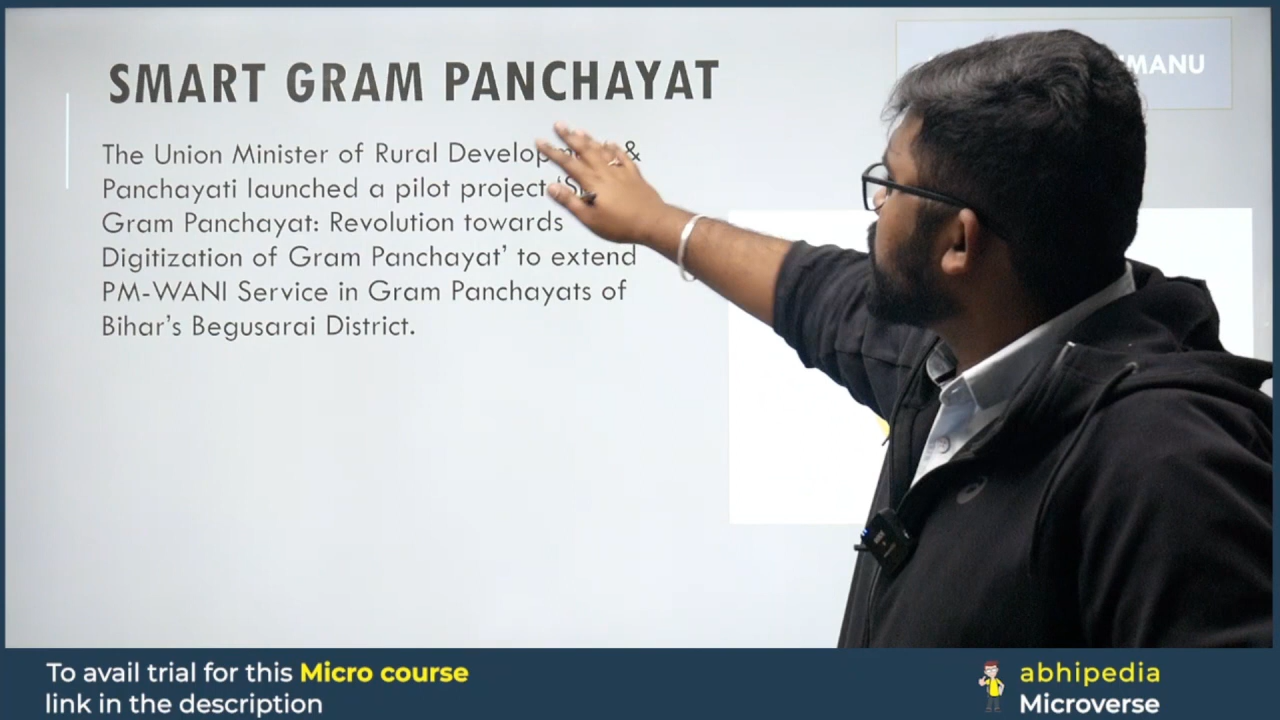 SMART GRAM PANCHAYAT
MANU
The Union Minister of Rural &
Panchayati launched a pilot project
Gram Panchayat: Revolution towards
Digitization of Gram Panchayat’ to extend
PM-WANI Service in Gram Panchayats of
Bihar’s Begusarai District.
To avail trial for this Micro course
link in the description
abhipedia
Microverse